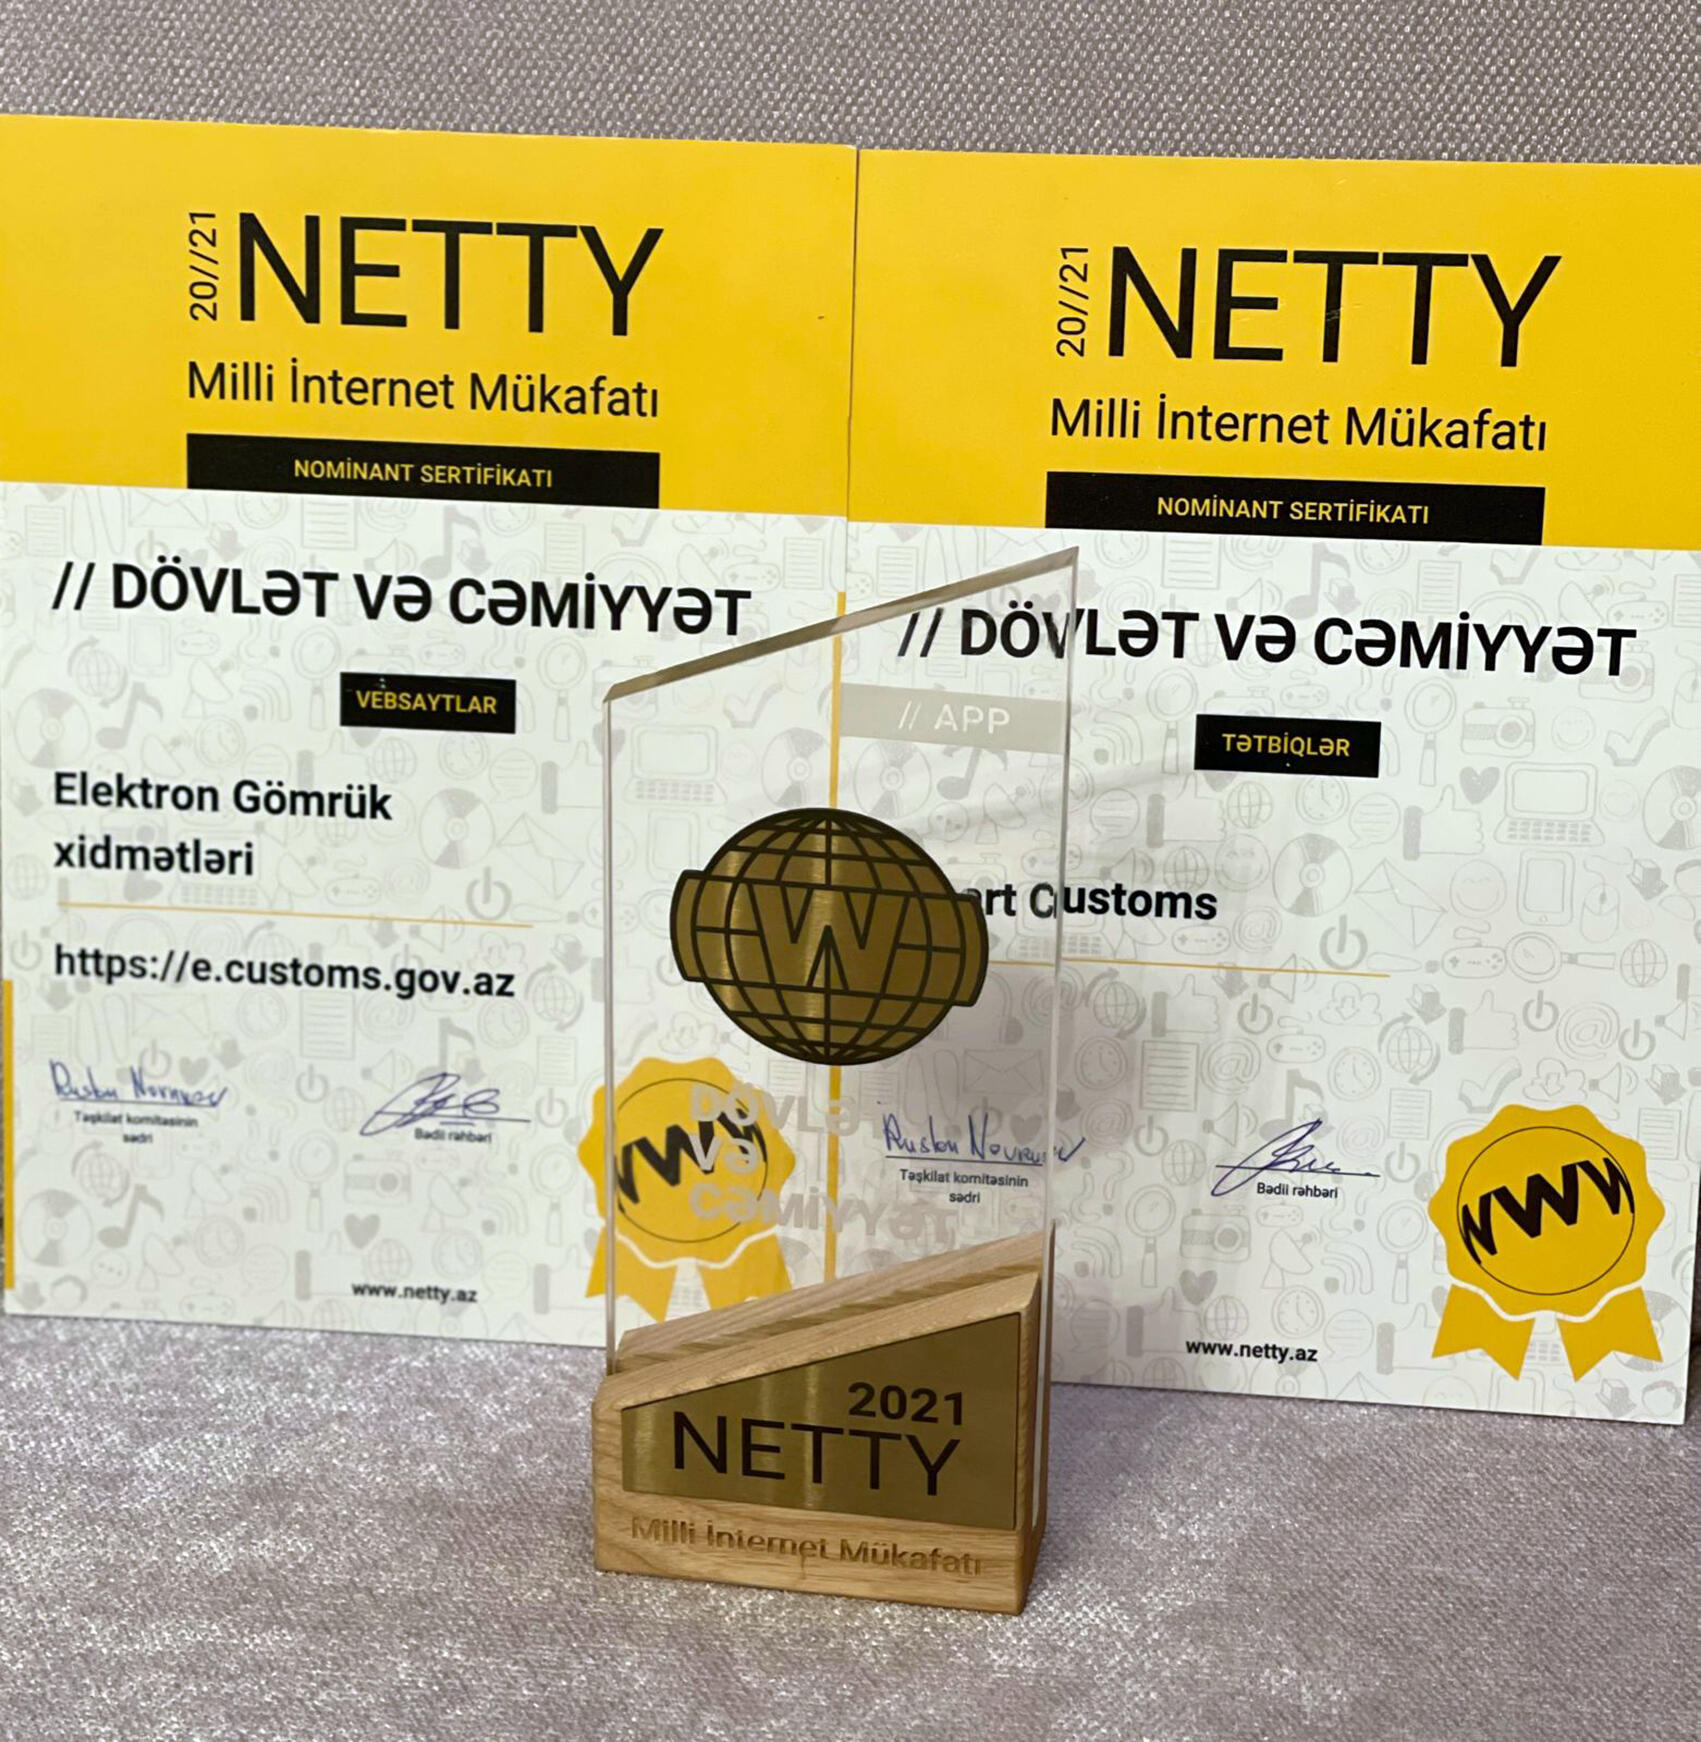 20//21
NETTY
Milli İnternet Mükafatı
NOMİNANT SERTİFİKATI
// DÖVLƏT VƏ CƏMİYYƏT
VEBSAYTLAR
Elektron Gömrük
xidmətləri
https://e.customs.gov.az
Təşkilat komitəsinin
sədri
Bədii rəhbəri
www.netty.az
WWW
20//21
NETTY
Milli İnternet Mükafatı
NOMİNANT SERTİFİKATI
// DÖVLƏT VƏ CƏMİYYƏT
TƏTBİQLƏR
Customs
Təşkilat komitəsinin
sədri
Bədii rəhbəri
www.netty.az
WWW
// APP
W
DÖVLƏT
VƏ
CƏMİYYƏT
2021
NETTY
Milli İnternet Mükafatı